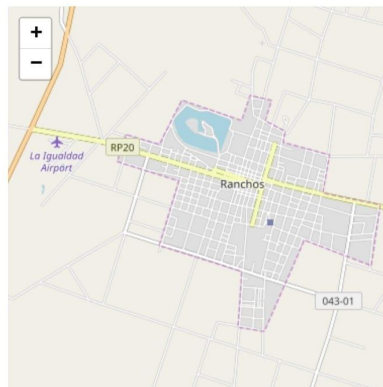 +
−
RP20
La Igualdad
Airport
Ranchos
043-01